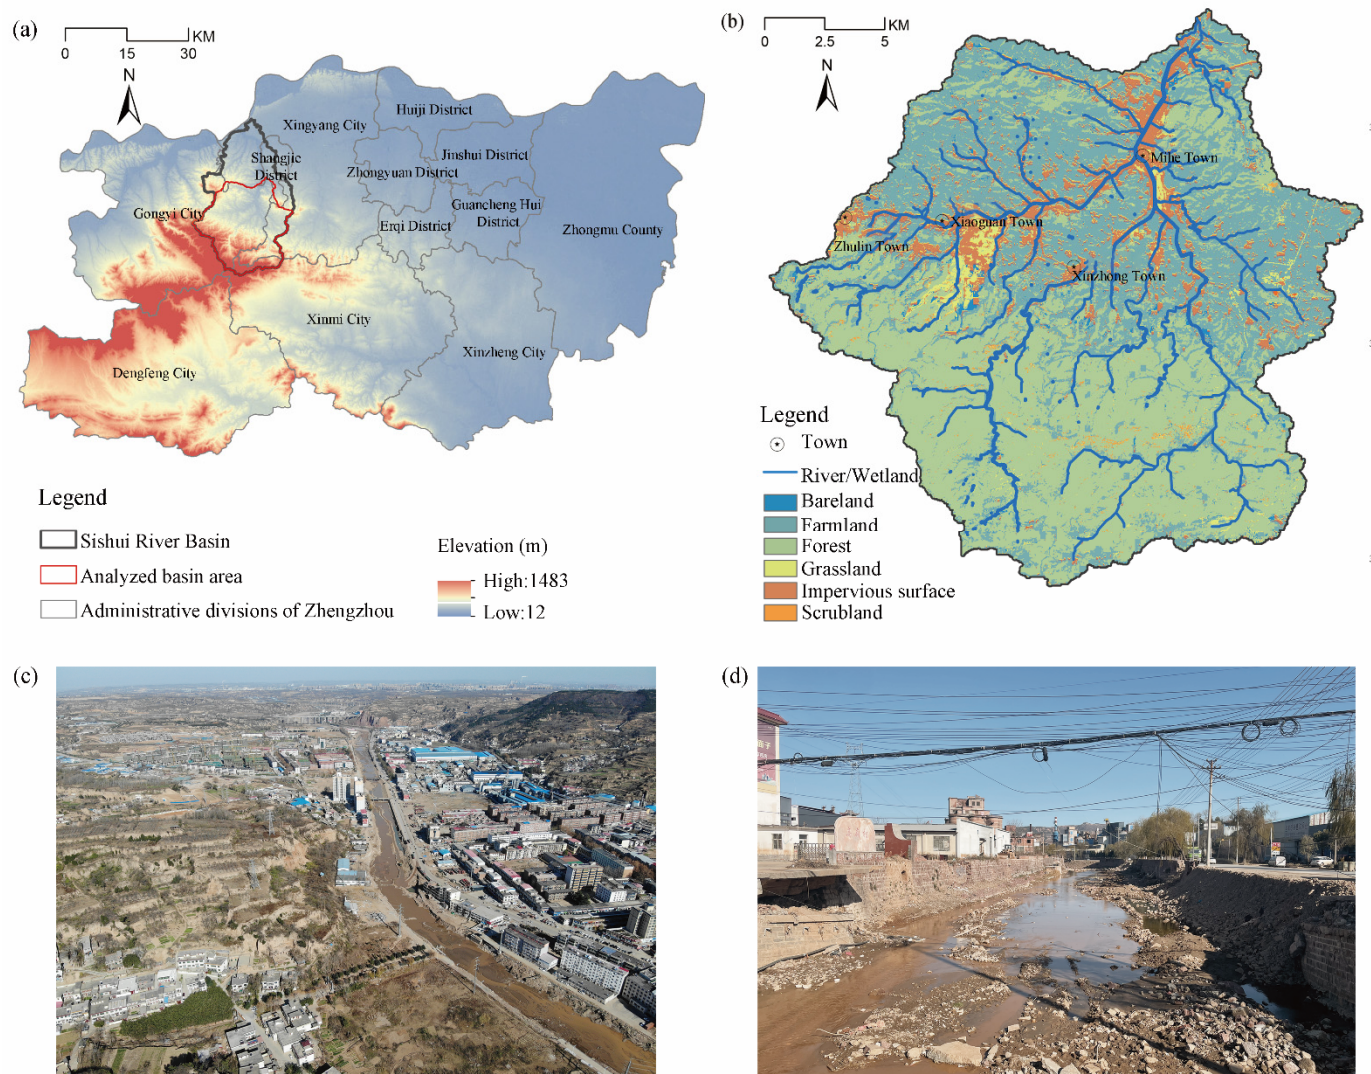 (a)
0 15 30 KM
N
Huiji District
Xingyang City
Jinshui District
Shangjie
District
Zhongyuan District
Guancheng Hui
District
Gongyi City
Erqi District
Zhongmu County
Xinmi City
Xinzheng City
Dengfeng City
Legend
Sishui River Basin
Analyzed basin area
Administrative divisions of Zhengzhou
Elevation (m)
High:1483
Low:12
(b)
0 2.5 5 KM
N
Mihe Town
Xiaoguan Town
Zhulin Town
Xinzhong Town
Legend
Town
River/Wetland
Bareland
Farmland
Forest
Grassland
Impervious surface
Scrubland
(c)
(d)